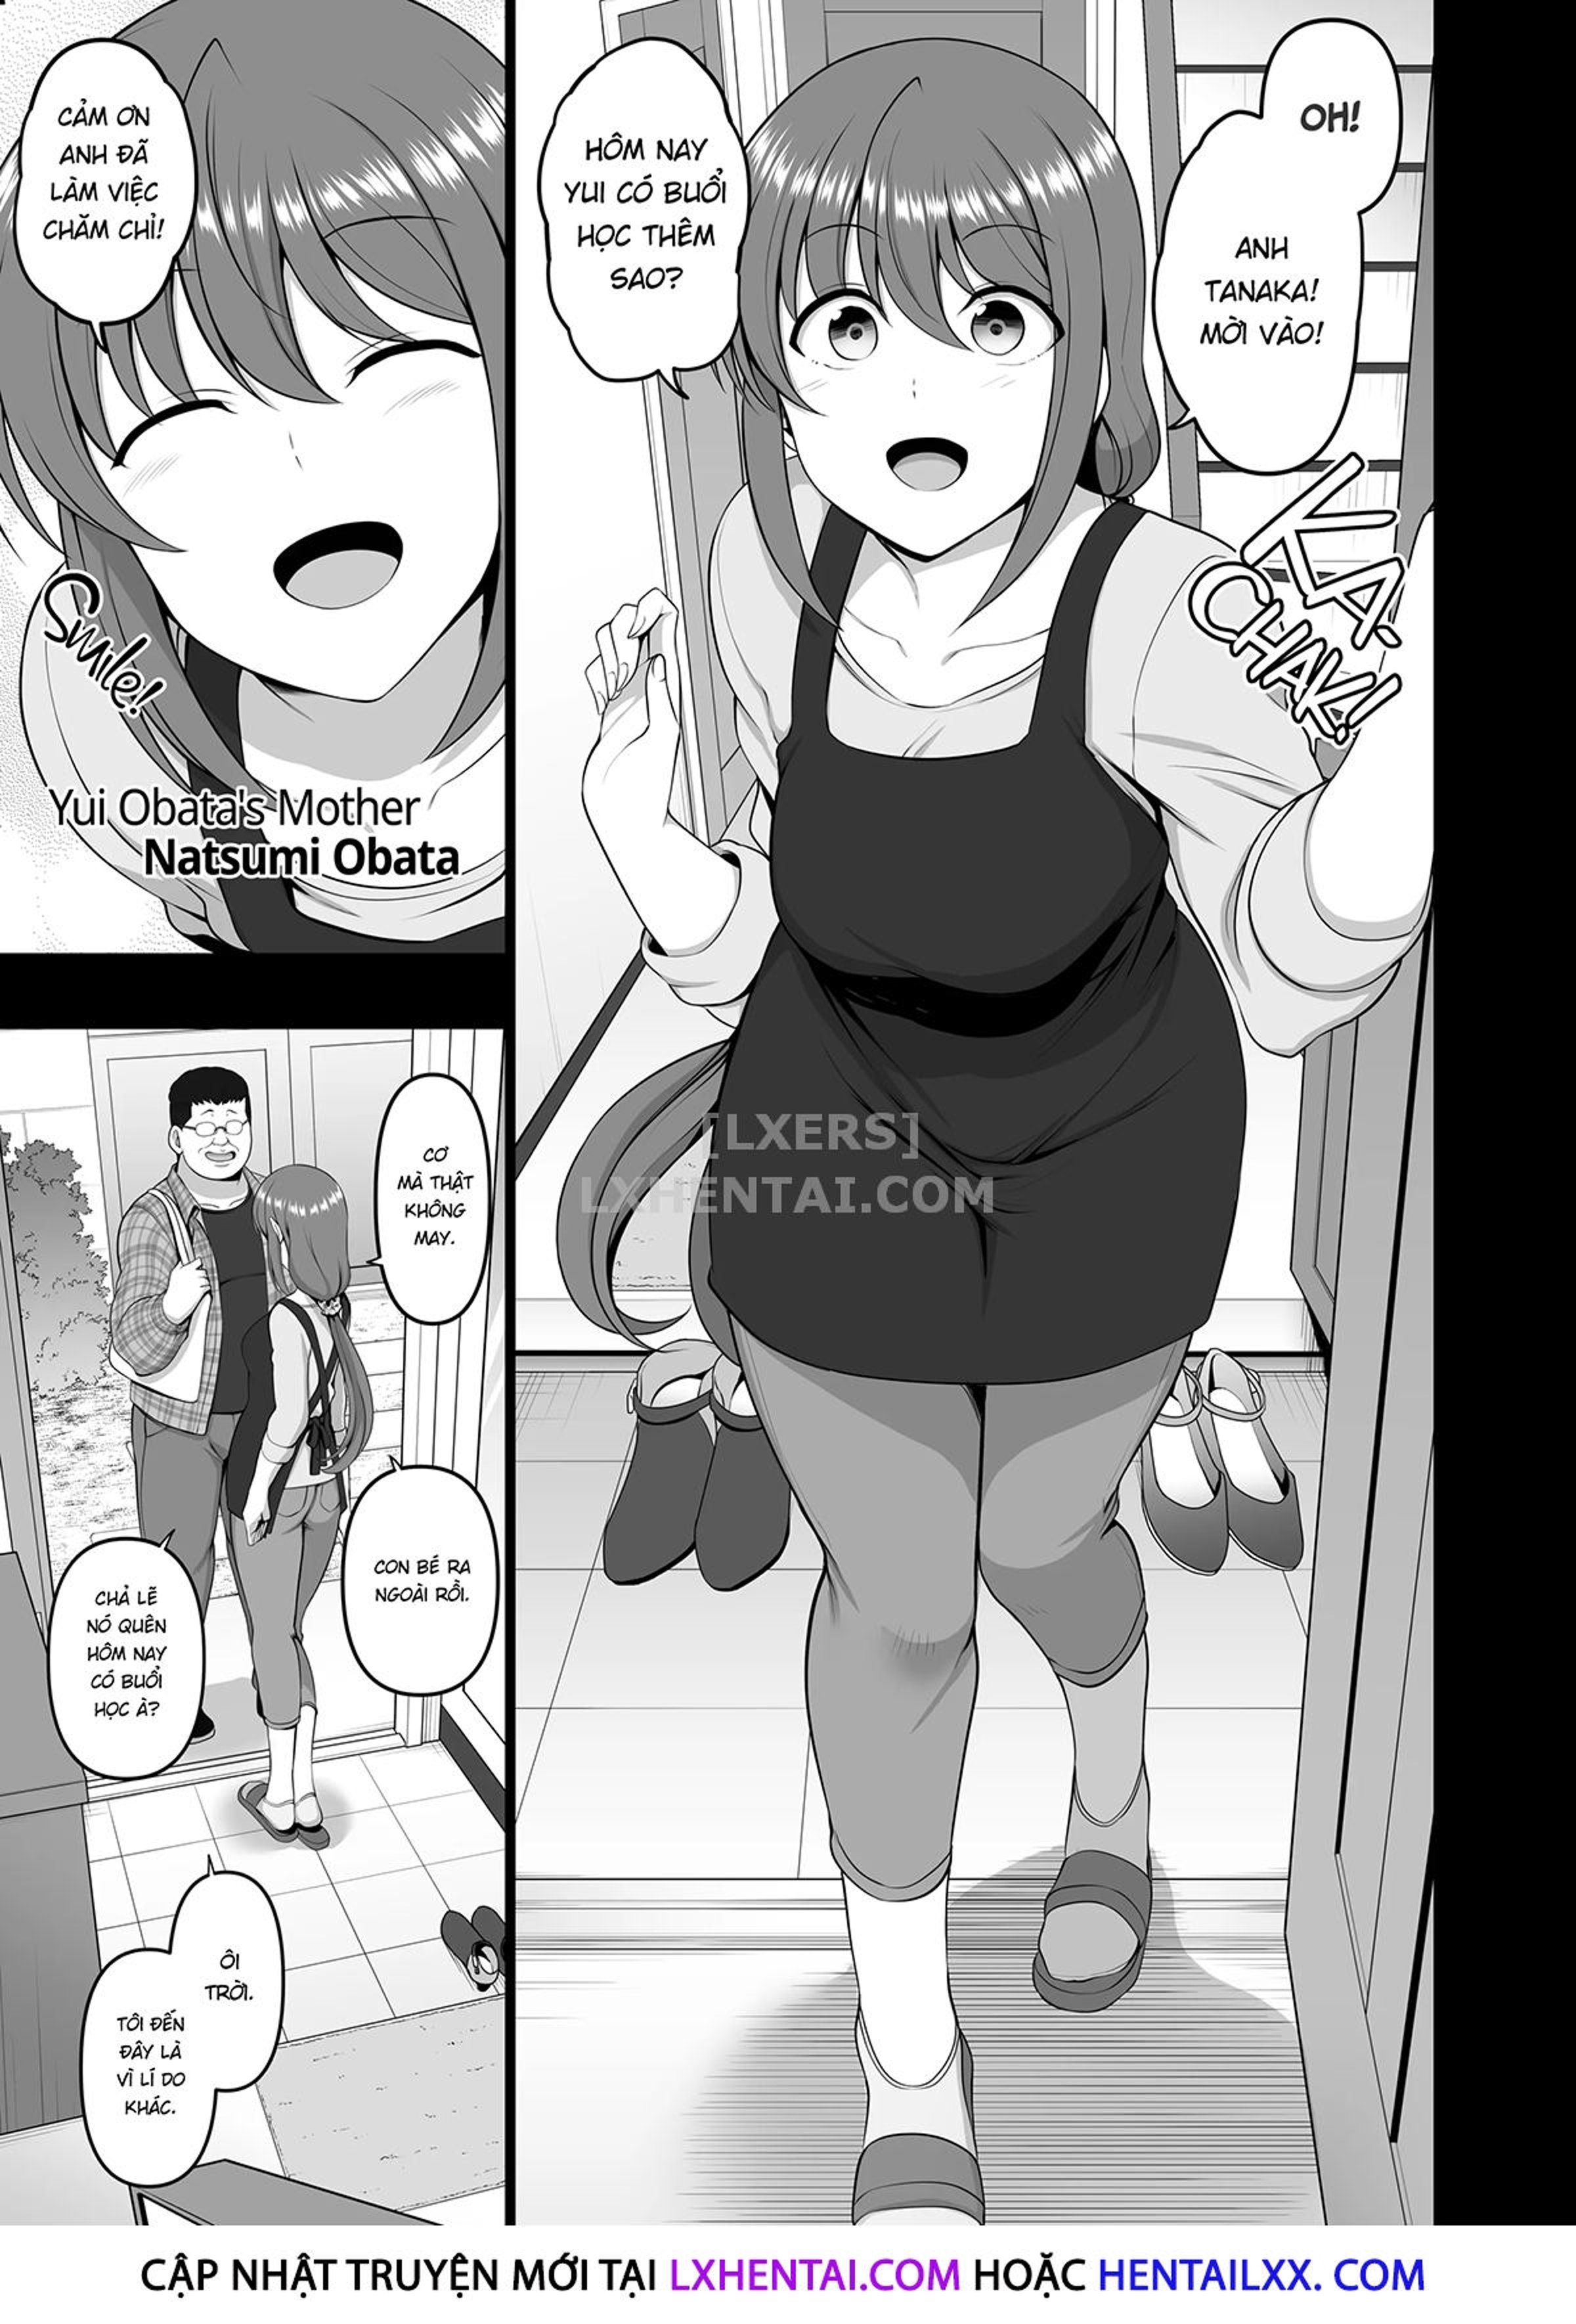 OH!
ANH
TANAKA!
MỜI VÀO!
KA-
CHAK!
HÔM NAY
YUI CÓ BUỔI
HỌC THÊM
SAO?
CẢM ƠN
ANH ĐÃ
LÀM VIỆC
CHĂM CHỈ!
Smile!
Yui Obata's Mother
Natsumi Obata
CƠ
MÀ THẬT
KHÔNG
MAY.
CON BÉ RA
NGOÀI RỒI.
CHẢ LẼ
NÓ QUÊN
HÔM NAY
CÓ BUỔI
HỌC À?
ÔI
TRỜI.
TÔI ĐẾN
ĐÂY LÀ
VÌ LÍ DO
KHÁC.
[LXERS]
LXHENTAI.COM
CẬP NHẬT TRUYỆN MỚI TẠI LXHENTAI.COM HOẶC HENTAILXX. COM